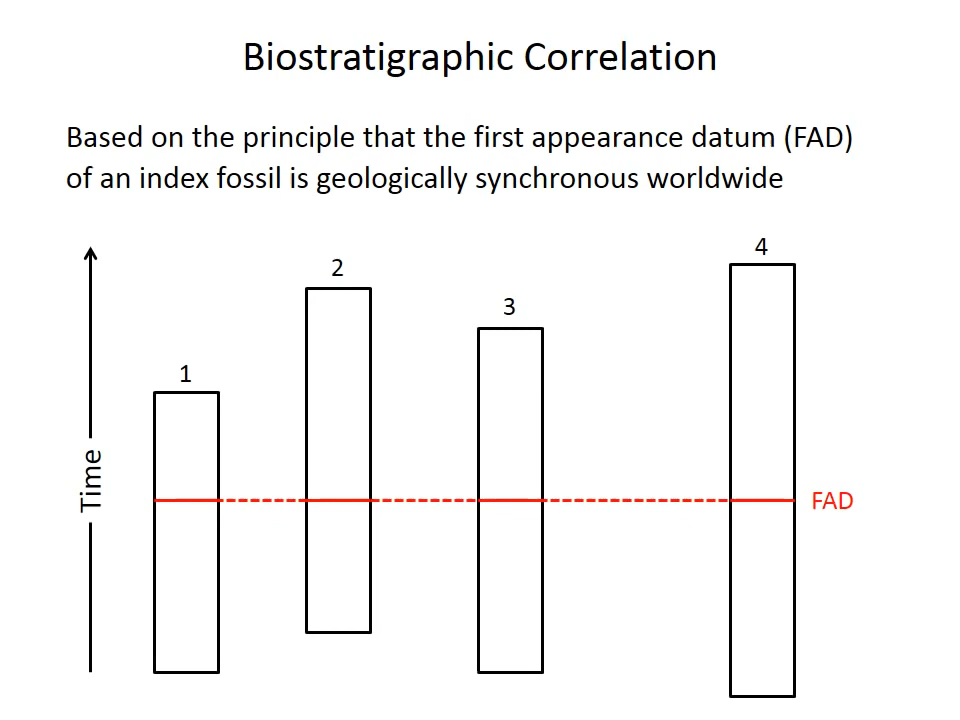 Biostratigraphic Correlation
Based on the principle that the first appearance datum (FAD)
of an index fossil is geologically synchronous worldwide
4
2
3
1
Time
FAD